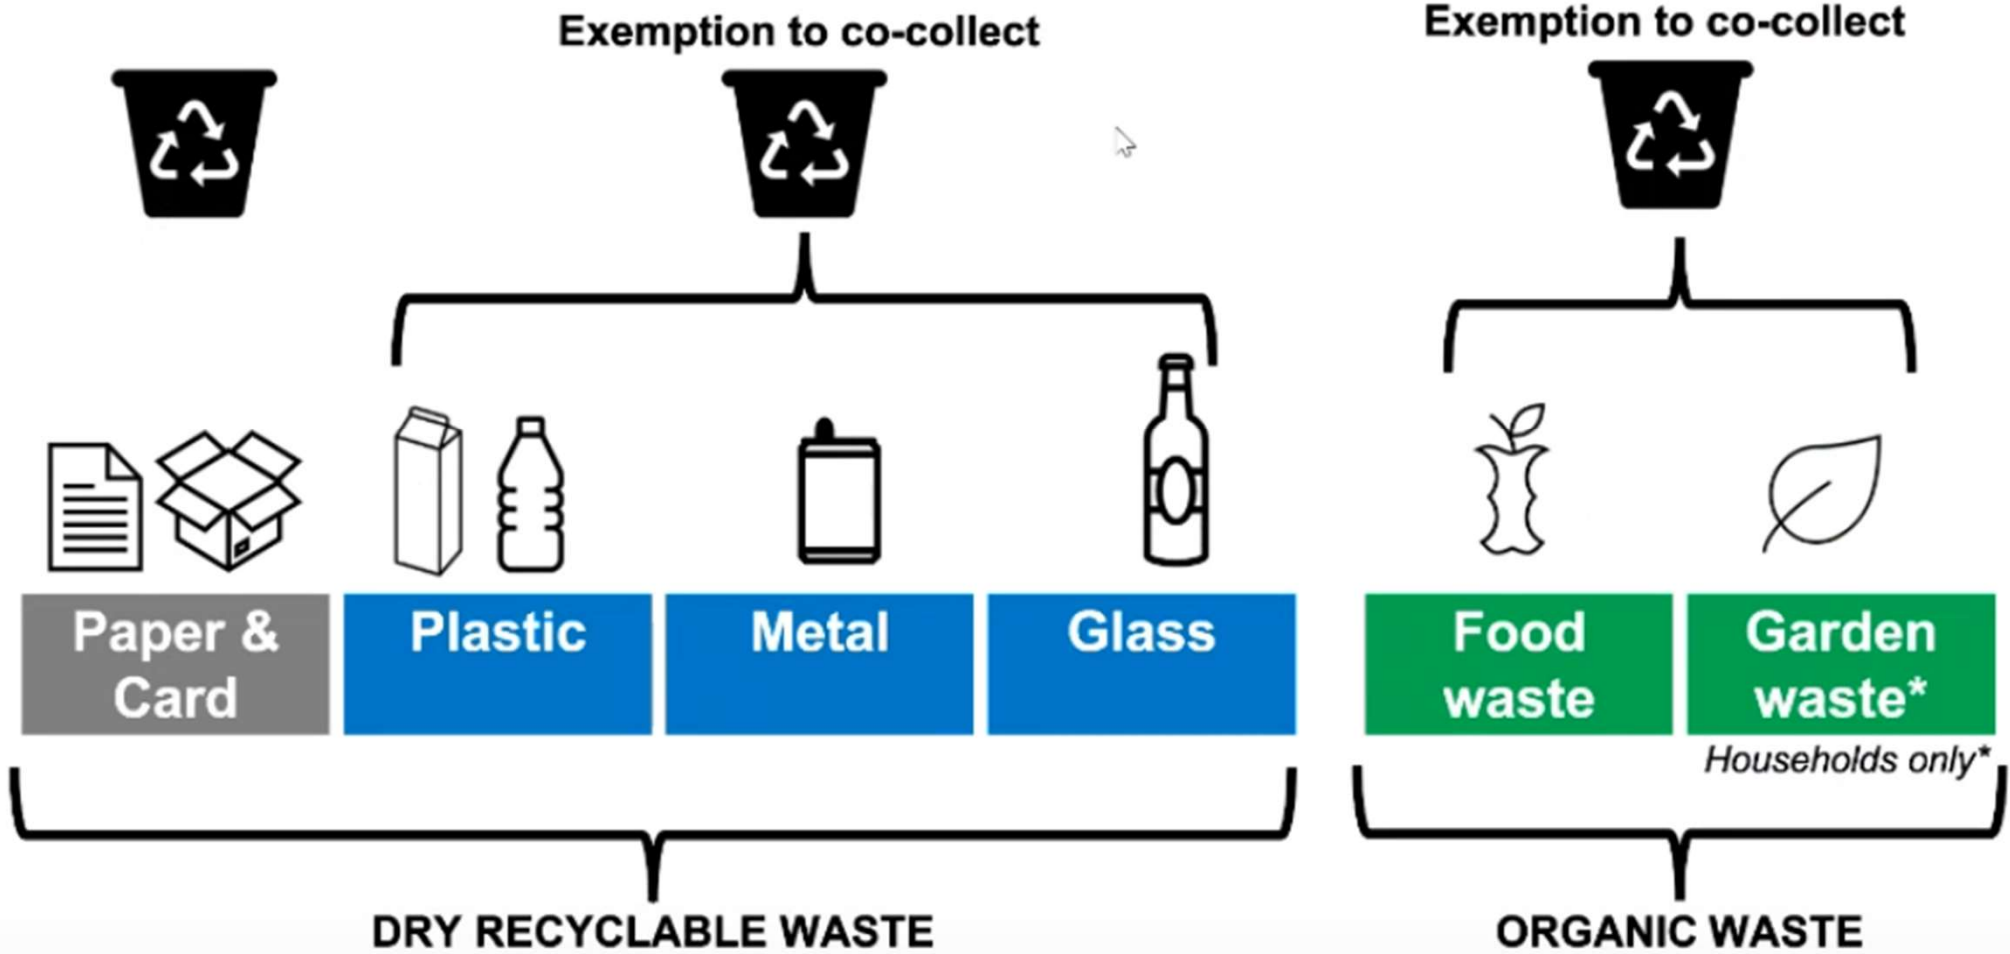 Exemption to co-collect
Exemption to co-collect
Paper &
Card
Plastic
Metal
Glass
Food
waste
Garden
waste*
Households only*
DRY RECYCLABLE WASTE
ORGANIC WASTE